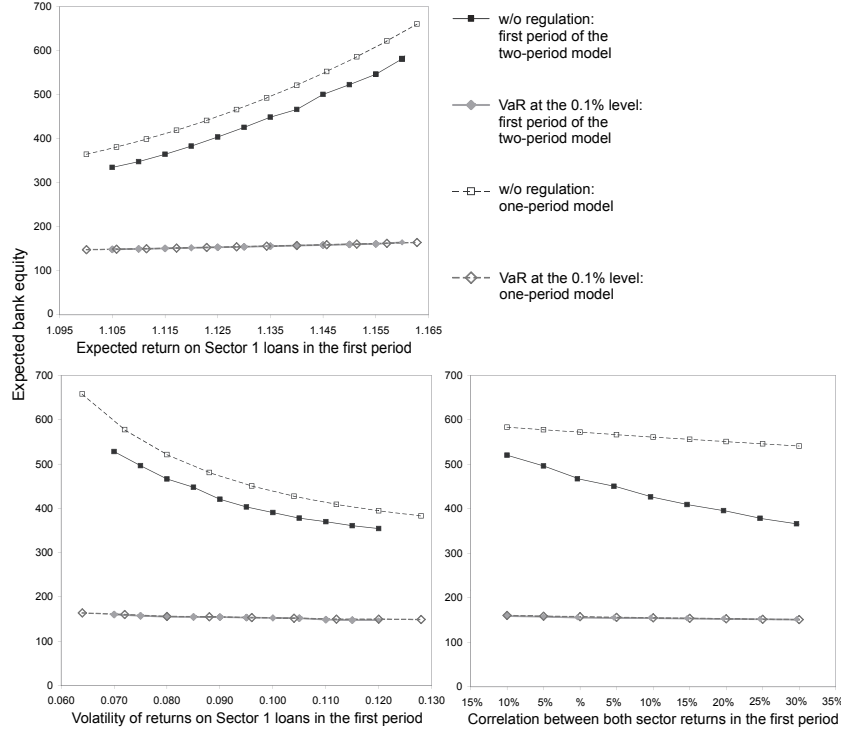 700
600
500
400
300
200
100
0
1.095 1.105 1.115 1.125 1.135 1.145 1.155 1.165
Expected return on Sector 1 loans in the first period
w/o regulation:
first period of the
two-period model
VaR at the 0.1% level:
first period of the
two-period model
w/o regulation:
one-period model
VaR at the 0.1% level:
one-period model
Expected bank equity
700
600
500
400
300
200
100
0
0.060 0.070 0.080 0.090 0.100 0.110 0.120 0.130
Volatility of returns on Sector 1 loans in the first period
700
600
500
400
300
200
100
0
15% 10% 5% % 5% 10% 15% 20% 25% 30% 35%
Correlation between both sector returns in the first period